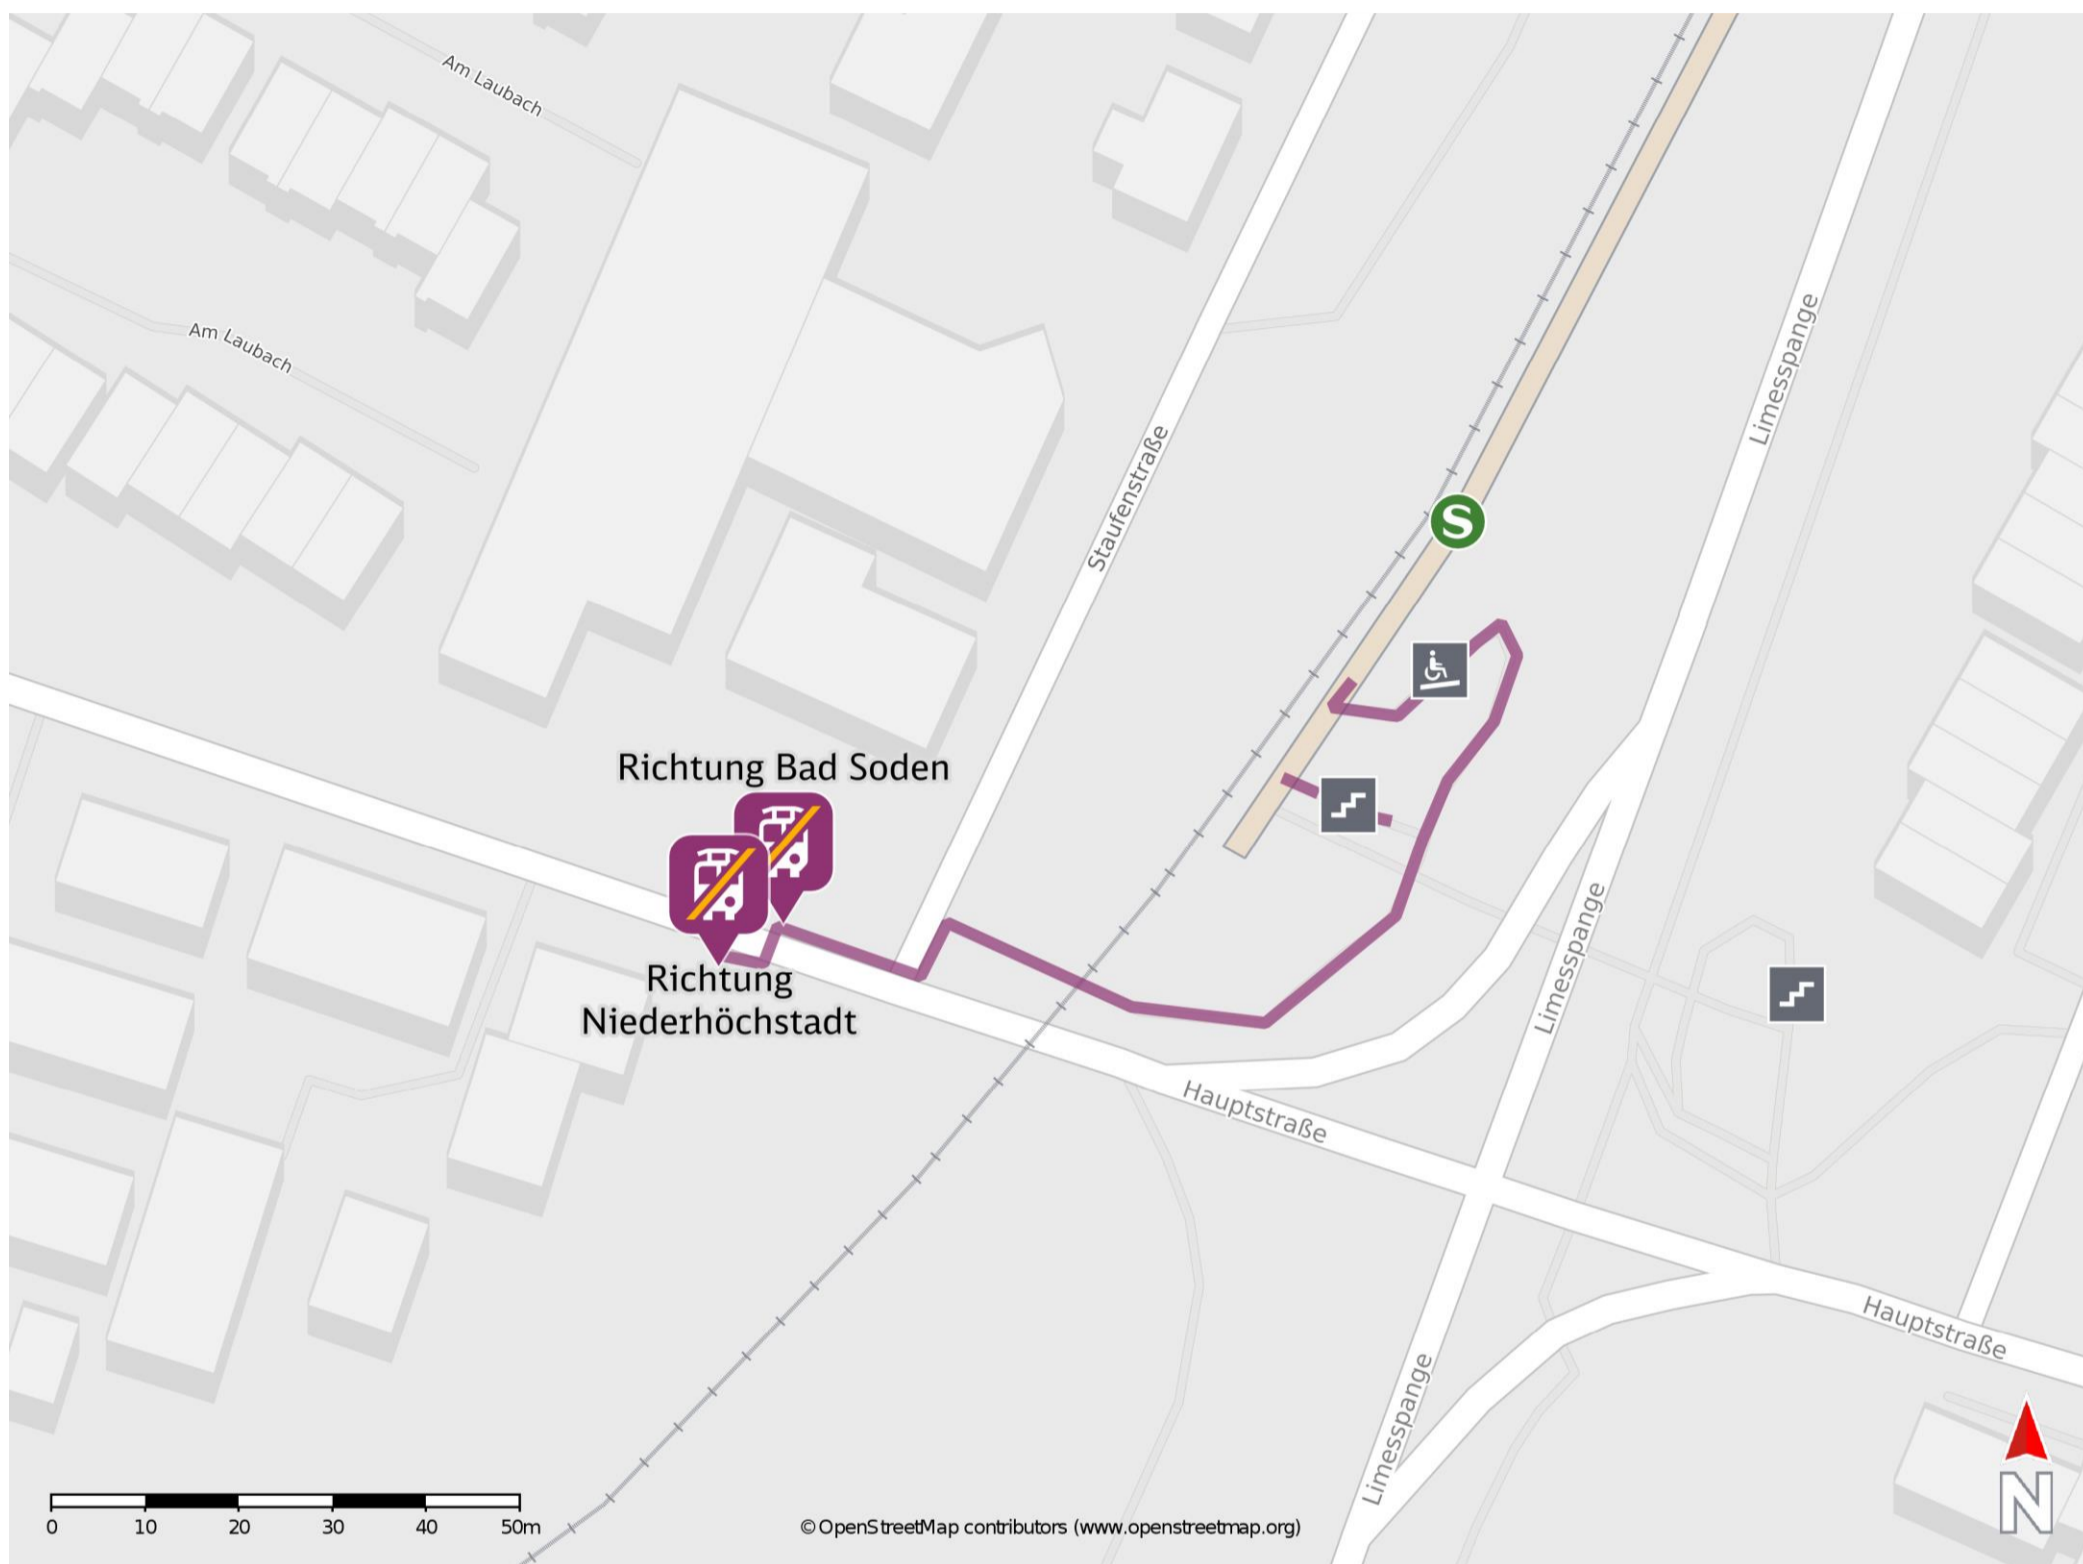 Am Laubach
Am Laubach
Limesspange
Staufenstraße
S
Richtung Bad Soden
Richtung
Niederhöchstadt
Limesspange
Hauptstraße
Hauptstraße
Limesspange
N
0 10 20 30 40 50m
© OpenStreetMap contributors (www.openstreetmap.org)